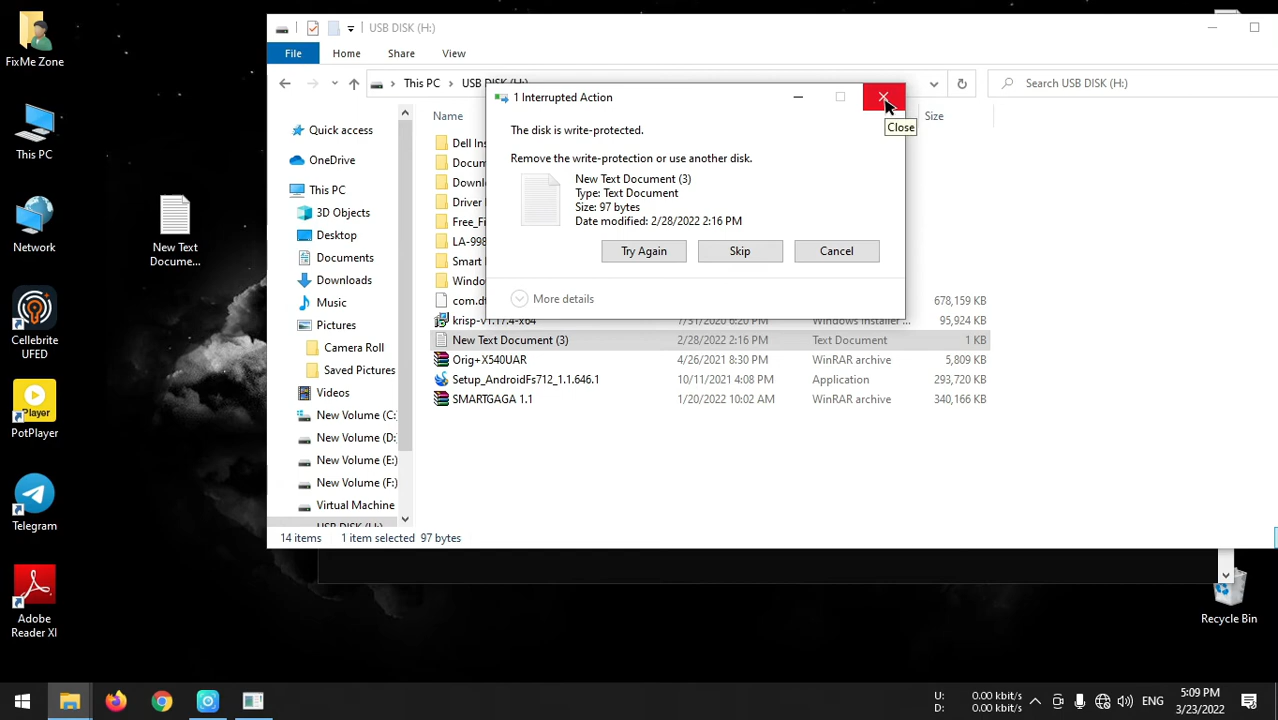 FixMe Zone
This PC
Network
Cellebrite
UFED
Player
PotPlayer
Telegram
Adobe
Reader XI
New Text
Docume...
USB DISK (H:)
File
Home
Share
View
This PC
USB DISK (H:)
Search USB DISK (H:)
Name
Size
Quick access
OneDrive
This PC
3D Objects
Desktop
Documents
Downloads
Music
Pictures
Camera Roll
Saved Pictures
Videos
New Volume (C:
New Volume (D:
New Volume (E:)
New Volume (F:)
Virtual Machine
USB DISK (H:)
1 Interrupted Action
Close
The disk is write-protected.
Remove the write-protection or use another disk.
New Text Document (3)
Type: Text Document
Size: 97 bytes
Date modified: 2/28/2022 2:16 PM
Try Again
Skip
Cancel
More details
Dell Ins
Docum
Downl
Driver
Free_Fi
LA-998
Smart
Window
com.dt
678,159 KB
krisp-v1.17.4-x64 7/31/2020 6:20 PM Windows Installer ... 95,924 KB
New Text Document (3) 2/28/2022 2:16 PM Text Document 1 KB
Orig+X540UAR 4/26/2021 8:30 PM WinRAR archive 5,809 KB
Setup_AndroidFs712_1.1.646.1 10/11/2021 4:08 PM Application 293,720 KB
SMARTGAGA 1.1 1/20/2022 10:02 AM WinRAR archive 340,166 KB
14 items 1 item selected 97 bytes
Recycle Bin
U: 0.00 kbit/s
D: 0.00 kbit/s
ENG
5:09 PM
3/23/2022